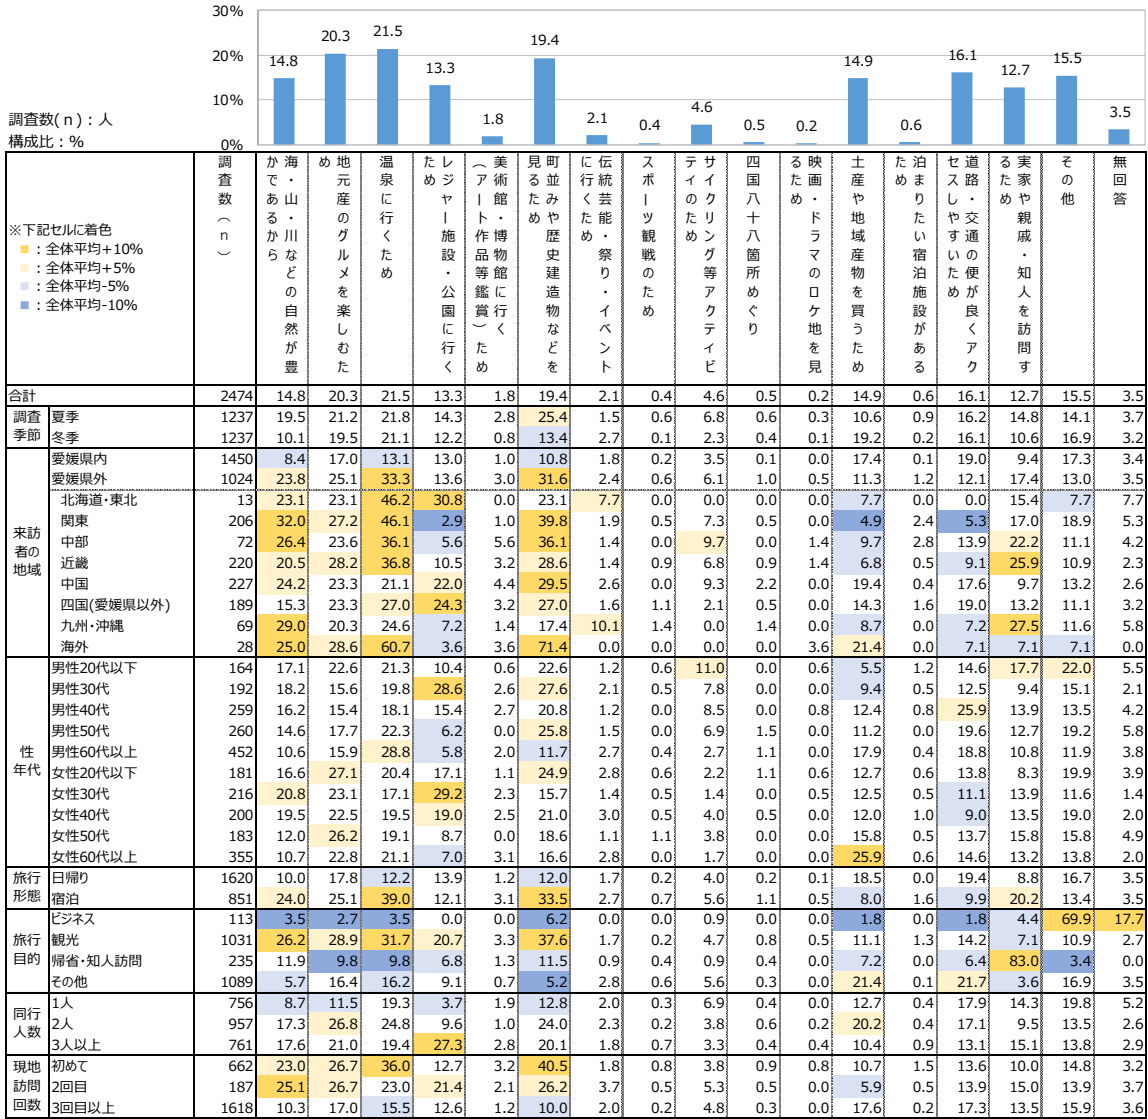 30%
20%
10%
0%
14.8 20.3 21.5 13.3 1.8 19.4 2.1 0.4 4.6 0.5 0.2 14.9 0.6 16.1 12.7 15.5 3.5
調査数(ｎ)：人
構成比：%
※下記セルに着色
■：全体平均+10%
■：全体平均+5%
■：全体平均-5%
■：全体平均-10%
調査数（ｎ）
海・山・川などの自然が豊
かであるから
地元産のグルメを楽しむた
め
温泉に行くため
レジャー施設・公園に行く
ため
美術館・博物館に行く
（アート作品等鑑賞）ため
町並みや歴史建造物などを
見るため
伝統芸能・祭り・イベント
に行くため
スポーツ観戦のため
サイクリング等アクティビ
ティのため
四国八十八箇所めぐり
映画・ドラマのロケ地を見
るため
土産や地域産物を買うため
泊まりたい宿泊施設がある
ため
道路・交通の便が良くアク
セスしやすいため
実家や親戚・知人を訪問す
るため
その他
無回答
合計 2474 14.8 20.3 21.5 13.3 1.8 19.4 2.1 0.4 4.6 0.5 0.2 14.9 0.6 16.1 12.7 15.5 3.5
調査
季節
夏季 1237 19.5 21.2 21.8 14.3 2.8 25.4 1.5 0.6 6.8 0.6 0.3 10.6 0.9 16.2 14.8 14.1 3.7
冬季 1237 10.1 19.5 21.1 12.2 0.8 13.4 2.7 0.1 2.3 0.4 0.1 19.2 0.2 16.1 10.6 16.9 3.2
来訪
者の
地域
愛媛県内 1450 8.4 17.0 13.1 13.0 1.0 10.8 1.8 0.2 3.5 0.1 0.0 17.4 0.1 19.0 9.4 17.3 3.4
愛媛県外 1024 23.8 25.1 33.3 13.6 3.0 31.6 2.4 0.6 6.1 1.0 0.5 11.3 1.2 12.1 17.4 13.0 3.5
北海道・東北 13 23.1 23.1 46.2 30.8 0.0 23.1 7.7 0.0 0.0 0.0 0.0 7.7 0.0 0.0 15.4 7.7 7.7
関東 206 32.0 27.2 46.1 2.9 1.0 39.8 1.9 0.5 7.3 0.5 0.0 4.9 2.4 5.3 17.0 18.9 5.3
中部 72 26.4 23.6 36.1 5.6 5.6 36.1 1.4 0.0 9.7 0.0 1.4 9.7 2.8 13.9 22.2 11.1 4.2
近畿 220 20.5 28.2 36.8 10.5 3.2 28.6 1.4 0.9 6.8 0.9 1.4 6.8 0.5 9.1 25.9 10.9 2.3
中国 227 24.2 23.3 21.1 22.0 4.4 29.5 2.6 0.0 9.3 2.2 0.0 19.4 0.4 17.6 9.7 13.2 2.6
四国(愛媛県以外) 189 15.3 23.3 27.0 24.3 3.2 27.0 1.6 1.1 2.1 0.5 0.0 14.3 1.6 19.0 13.2 11.1 3.2
九州・沖縄 69 29.0 20.3 24.6 7.2 1.4 17.4 10.1 1.4 0.0 1.4 0.0 8.7 0.0 7.2 27.5 11.6 5.8
海外 28 25.0 28.6 60.7 3.6 3.6 71.4 0.0 0.0 0.0 0.0 3.6 21.4 0.0 7.1 7.1 7.1 0.0
性
年代
男性20代以下 164 17.1 22.6 21.3 10.4 0.6 22.6 1.2 0.6 11.0 0.0 0.6 5.5 1.2 14.6 17.7 22.0 5.5
男性30代 192 18.2 15.6 19.8 28.6 2.6 27.6 2.1 0.5 7.8 0.0 0.0 9.4 0.5 12.5 9.4 15.1 2.1
男性40代 259 16.2 15.4 18.1 15.4 2.7 20.8 1.2 0.0 8.5 0.0 0.8 12.4 0.8 25.9 13.9 13.5 4.2
男性50代 260 14.6 17.7 22.3 6.2 0.0 25.8 1.5 0.0 6.9 1.5 0.0 11.2 0.0 19.6 12.7 19.2 5.8
男性60代以上 452 10.6 15.9 28.8 5.8 2.0 11.7 2.7 0.4 2.7 1.1 0.0 17.9 0.4 18.8 10.8 11.9 3.8
女性20代以下 181 16.6 27.1 20.4 17.1 1.1 24.9 2.8 0.6 2.2 1.1 0.6 12.7 0.6 13.8 8.3 19.9 3.9
女性30代 216 20.8 23.1 17.1 29.2 2.3 15.7 1.4 0.5 1.4 0.0 0.5 12.5 0.5 11.1 13.9 11.6 1.4
女性40代 200 19.5 22.5 19.5 19.0 2.5 21.0 3.0 0.5 4.0 0.5 0.0 12.0 1.0 9.0 13.5 19.0 2.0
女性50代 183 12.0 26.2 19.1 8.7 0.0 18.6 1.1 1.1 3.8 0.0 0.0 15.8 0.5 13.7 15.8 15.8 4.9
女性60代以上 355 10.7 22.8 21.1 7.0 3.1 16.6 2.8 0.0 1.7 0.0 0.0 25.9 0.6 14.6 13.2 13.8 2.0
旅行
形態
日帰り 1620 10.0 17.8 12.2 13.9 1.2 12.0 1.7 0.2 4.0 0.2 0.1 18.5 0.0 19.4 8.8 16.7 3.5
宿泊 851 24.0 25.1 39.0 12.1 3.1 33.5 2.7 0.7 5.6 1.1 0.5 8.0 1.6 9.9 20.2 13.4 3.5
旅行
目的
ビジネス 113 3.5 2.7 3.5 0.0 0.0 6.2 0.0 0.0 0.9 0.0 0.0 1.8 0.0 1.8 4.4 69.9 17.7
観光 1031 26.2 28.9 31.7 20.7 3.3 37.6 1.7 0.2 4.7 0.8 0.5 11.1 1.3 14.2 7.1 10.9 2.7
帰省・知人訪問 235 11.9 9.8 9.8 6.8 1.3 11.5 0.9 0.4 0.9 0.4 0.0 7.2 0.0 6.4 83.0 3.4 0.0
その他 1089 5.7 16.4 16.2 9.1 0.7 5.2 2.8 0.6 5.6 0.3 0.0 21.4 0.1 21.7 3.6 16.9 3.5
同行
人数
1人 756 8.7 11.5 19.3 3.7 1.9 12.8 2.0 0.3 6.9 0.4 0.0 12.7 0.4 17.9 14.3 19.8 5.2
2人 957 17.3 26.8 24.8 9.6 1.0 24.0 2.3 0.2 3.8 0.6 0.2 20.2 0.4 17.1 9.5 13.5 2.6
3人以上 761 17.6 21.0 19.4 27.3 2.8 20.1 1.8 0.7 3.3 0.4 0.4 10.4 0.9 13.1 15.1 13.8 2.9
現地
訪問
回数
初めて 662 23.0 26.7 36.0 12.7 3.2 40.5 1.8 0.8 3.8 0.9 0.8 10.7 1.5 13.6 10.0 14.8 3.2
2回目 187 25.1 26.7 23.0 21.4 2.1 26.2 3.7 0.5 5.3 0.5 0.0 5.9 0.5 13.9 15.0 13.9 3.7
3回目以上 1618 10.3 17.0 15.5 12.6 1.2 10.0 2.0 0.2 4.8 0.3 0.0 17.6 0.2 17.3 13.5 15.9 3.6